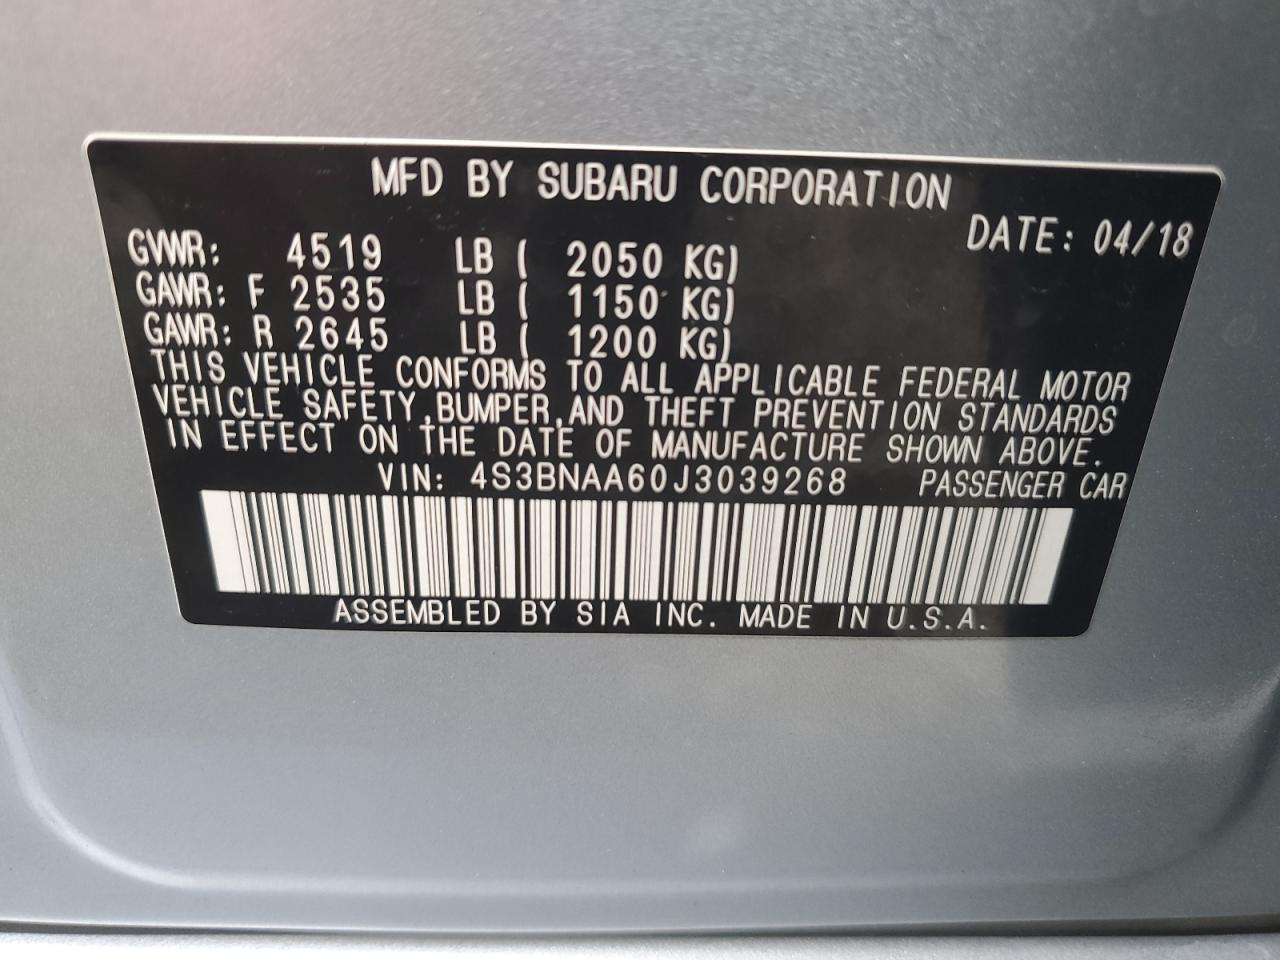 MFD BY SUBARU CORPORATION
DATE: 04/18
GVWR: 4519 LB ( 2050 KG)
GAWR: F 2535 LB ( 1150 KG)
GAWR: R 2645 LB ( 1200 KG)
THIS VEHICLE CONFORMS TO ALL APPLICABLE FEDERAL MOTOR
VEHICLE SAFETY,BUMPER,AND THEFT PREVENTION STANDARDS
IN EFFECT ON THE DATE OF MANUFACTURE SHOWN ABOVE.
VIN: 4S3BNAA60J3039268 PASSENGER CAR
ASSEMBLED BY SIA INC. MADE IN U.S.A.